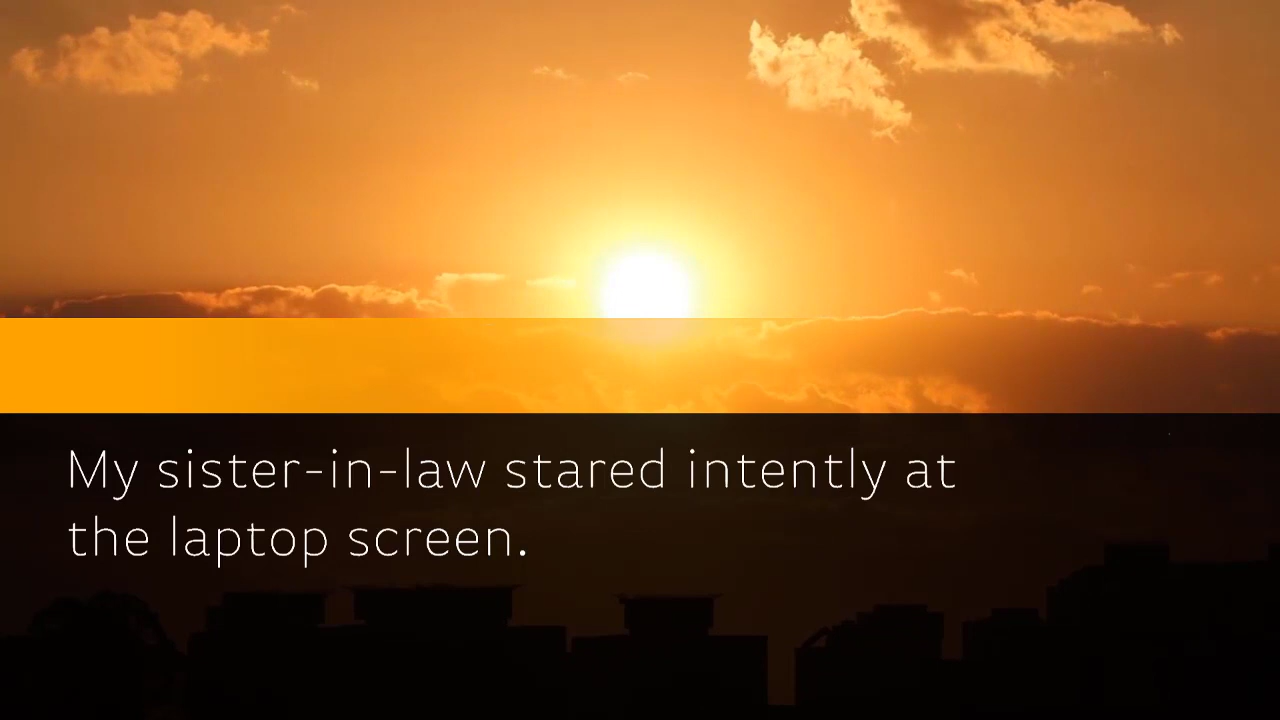 My sister-in-law stared intently at
the laptop screen.